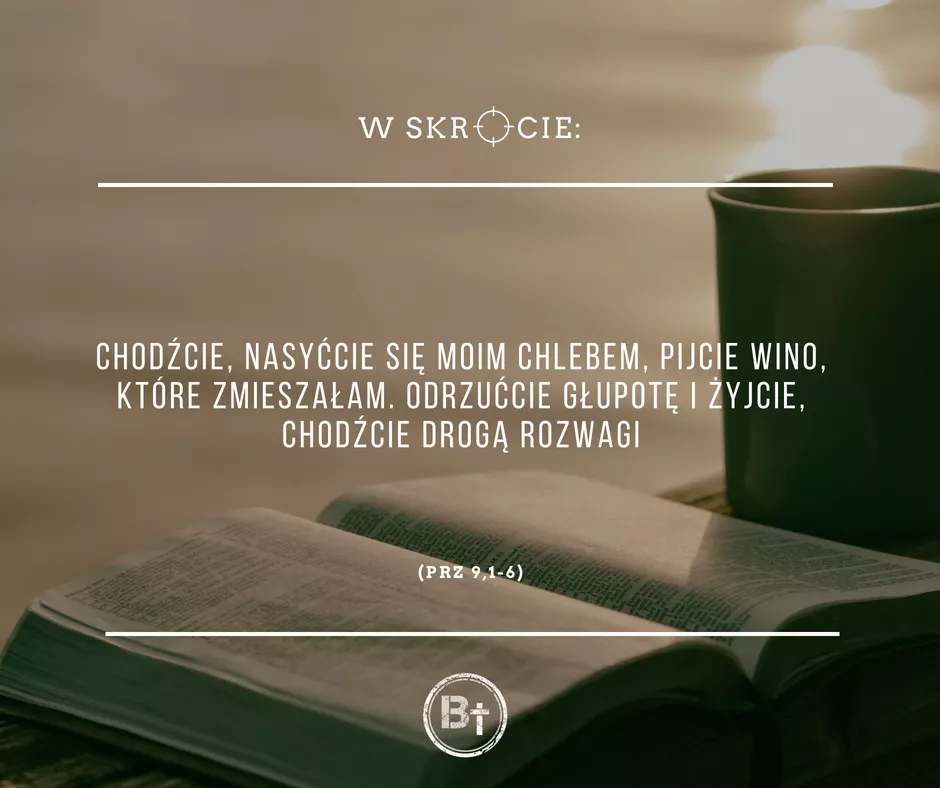 W SKRÓCIE:
CHODŹCIE, NASYĆCIE SIĘ MOIM CHLEBEM, PIJCIE WINO,
KTÓRE ZMIESZAŁAM. ODRZUĆCIE GŁUPOTĘ I ŻYJCIE,
CHODŹCIE DROGĄ ROZWAGI
(PRZ 9,1-6)
B†